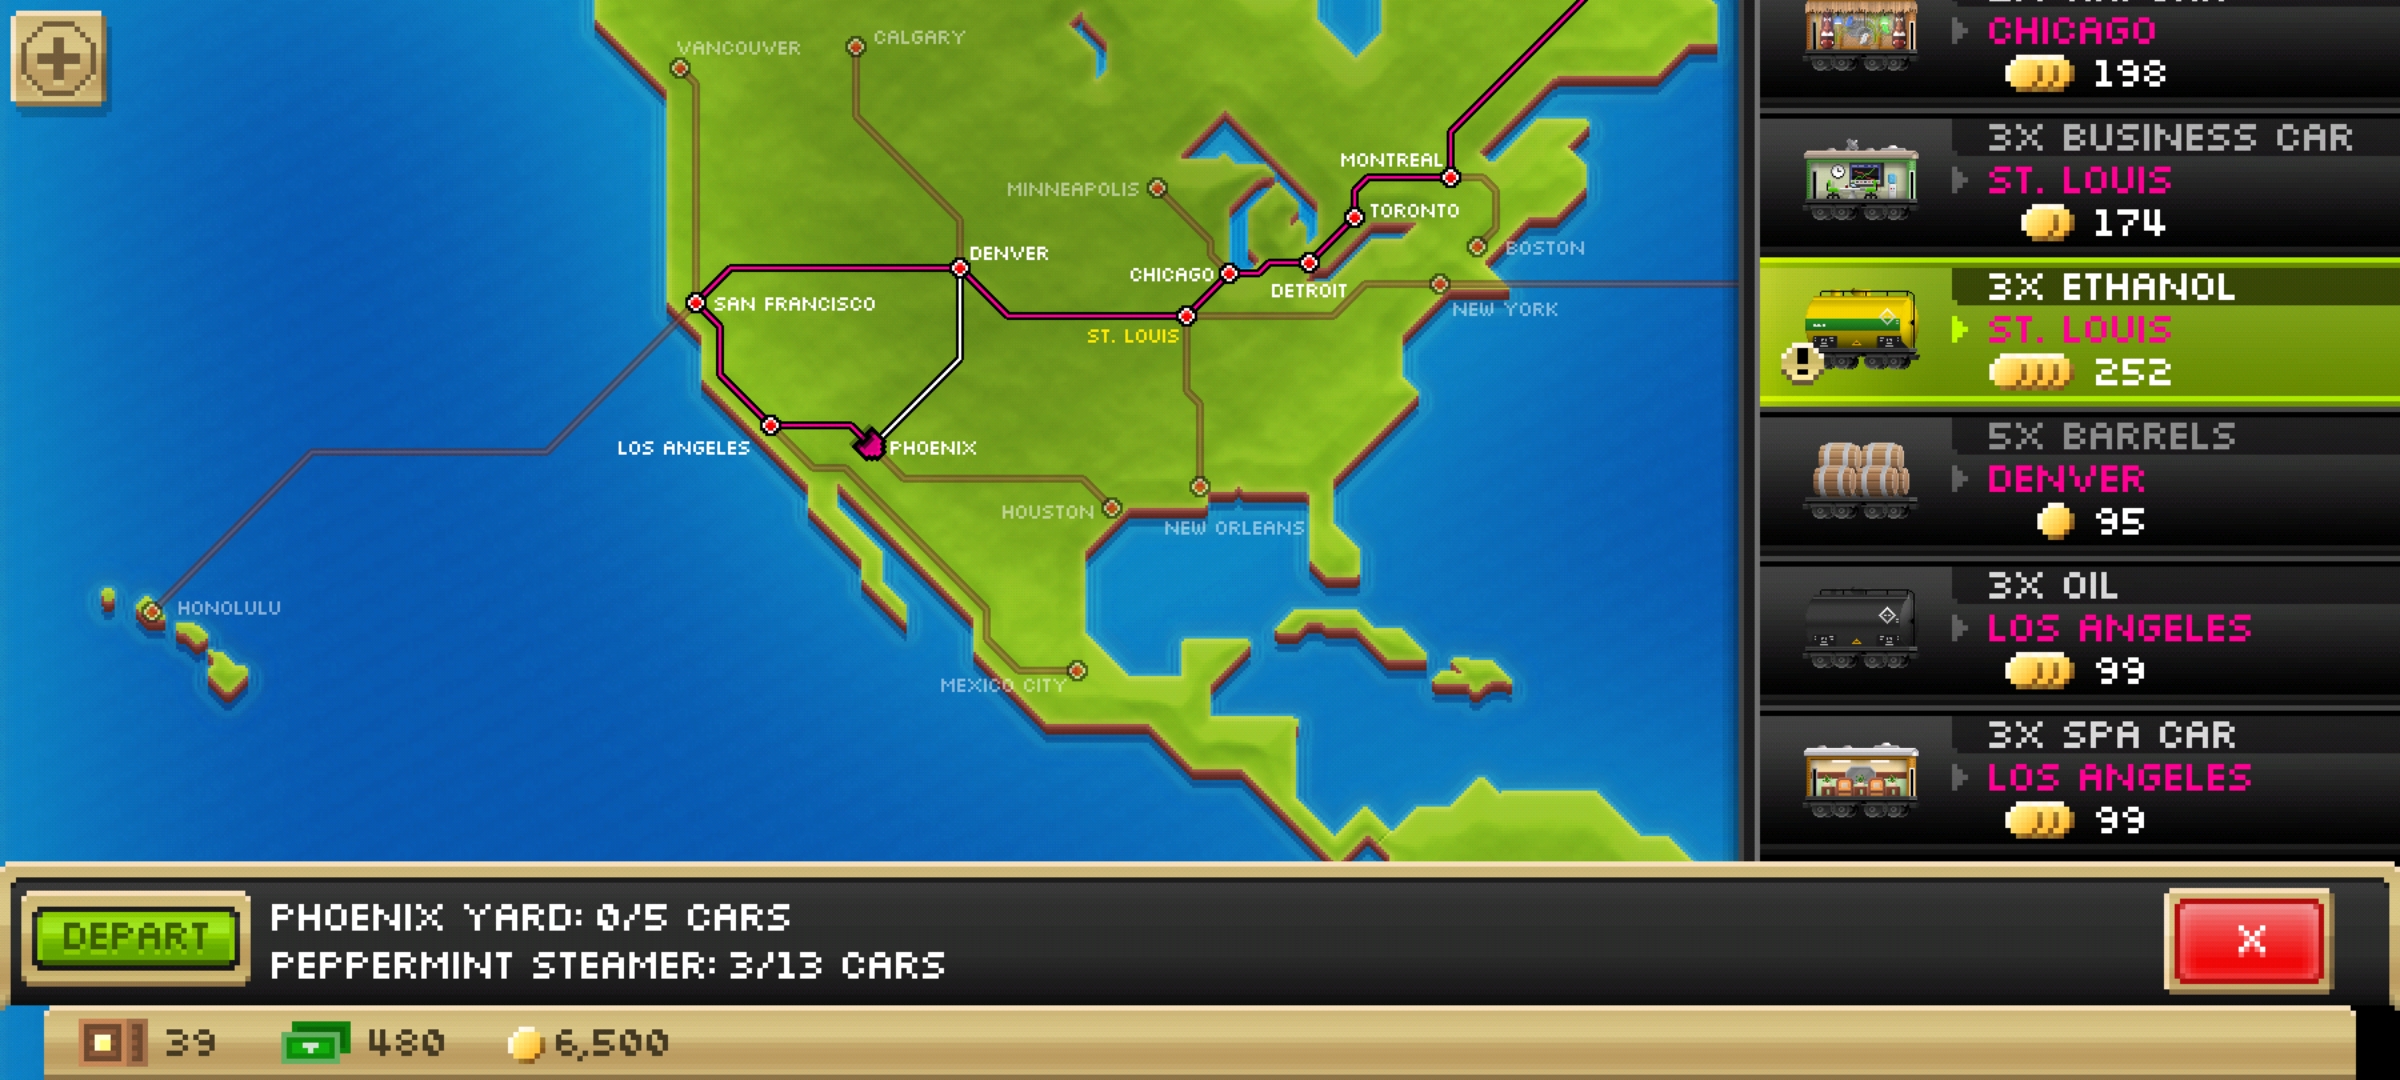 VANCOUVER
CALGARY
MINNEAPOLIS
MONTREAL
TORONTO
BOSTON
DENVER
CHICAGO
DETROIT
NEW YORK
SAN FRANCISCO
ST. LOUIS
LOS ANGELES
PHOENIX
HOUSTON
NEW ORLEANS
HONOLULU
MEXICO CITY
CHICAGO
198
3X BUSINESS CAR
ST. LOUIS
174
3X ETHANOL
ST. LOUIS
252
5X BARRELS
DENVER
95
3X OIL
LOS ANGELES
99
3X SPA CAR
LOS ANGELES
99
DEPART
PHOENIX YARD: 0/5 CARS
PEPPERMINT STEAMER: 3/13 CARS
X
39
480
6,500